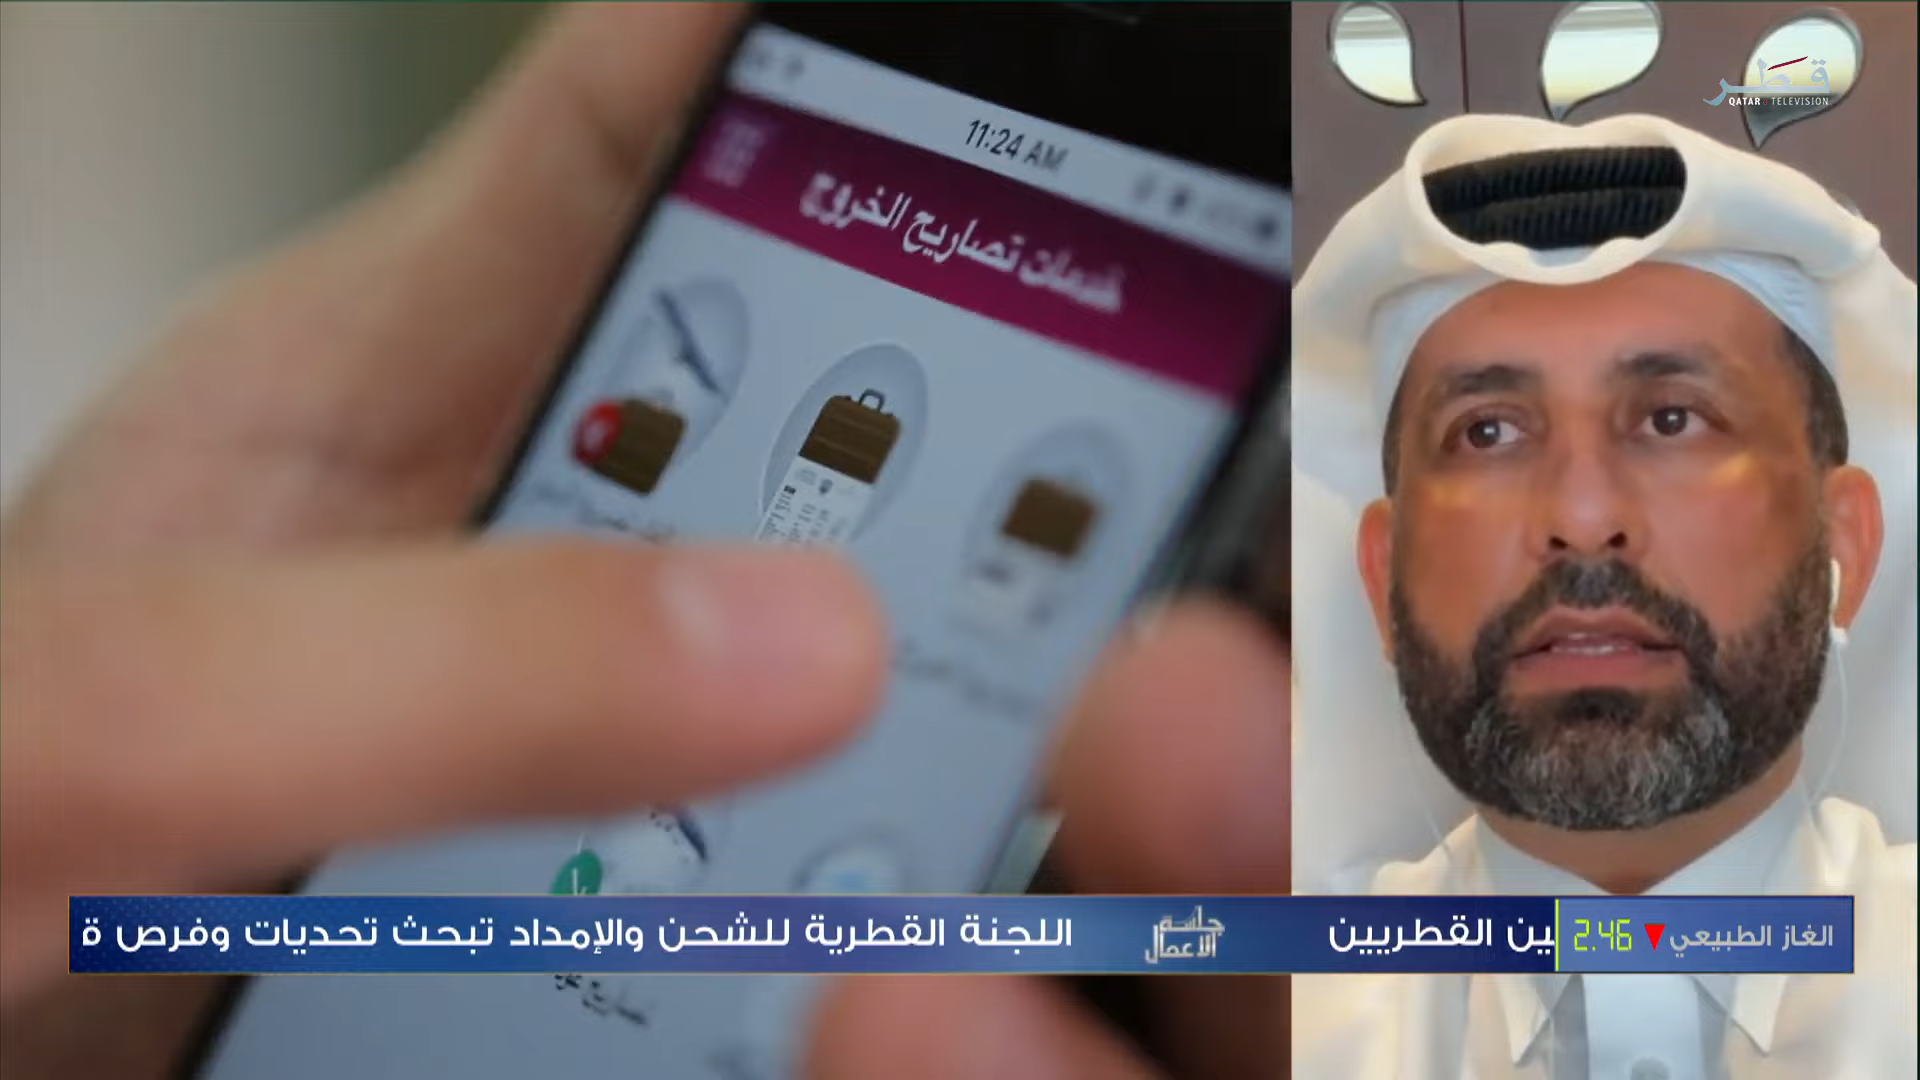 قطر
QATAR TELEVISION
11:24 AM
خدمات تصاريح الخروج
الغاز الطبيعي 2.46
ين القطريين
جلسة الأعمال
اللجنة القطرية للشحن والإمداد تبحث تحديات وفرص ق